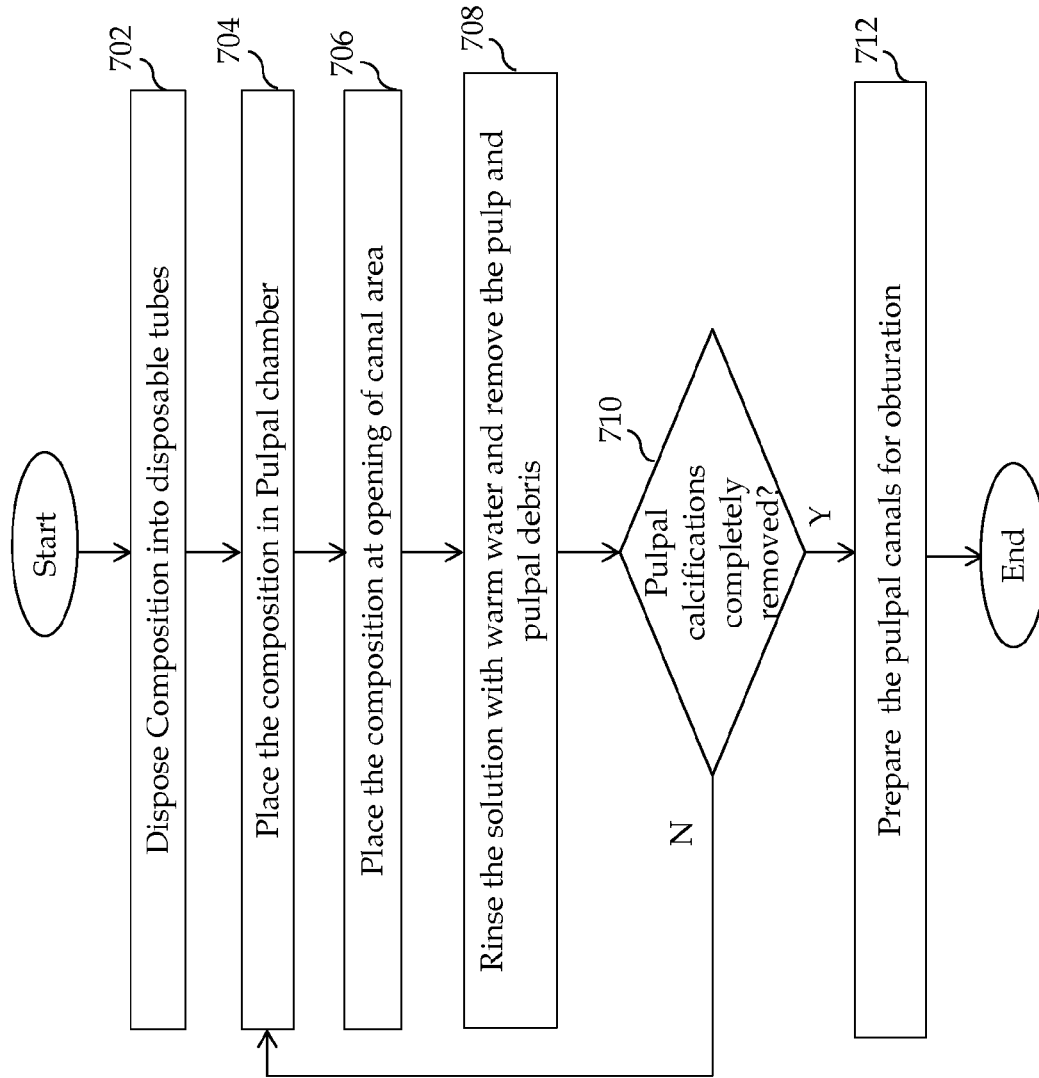 Start
702
Dispose Composition into disposable tubes
704
Place the composition in Pulpal chamber
706
Place the composition at opening of canal area
708
Rinse the solution with warm water and remove the pulp and
pulpal debris
710
Pulpal
calcifications
completely
removed?
N
Y
712
Prepare the pulpal canals for obturation
End